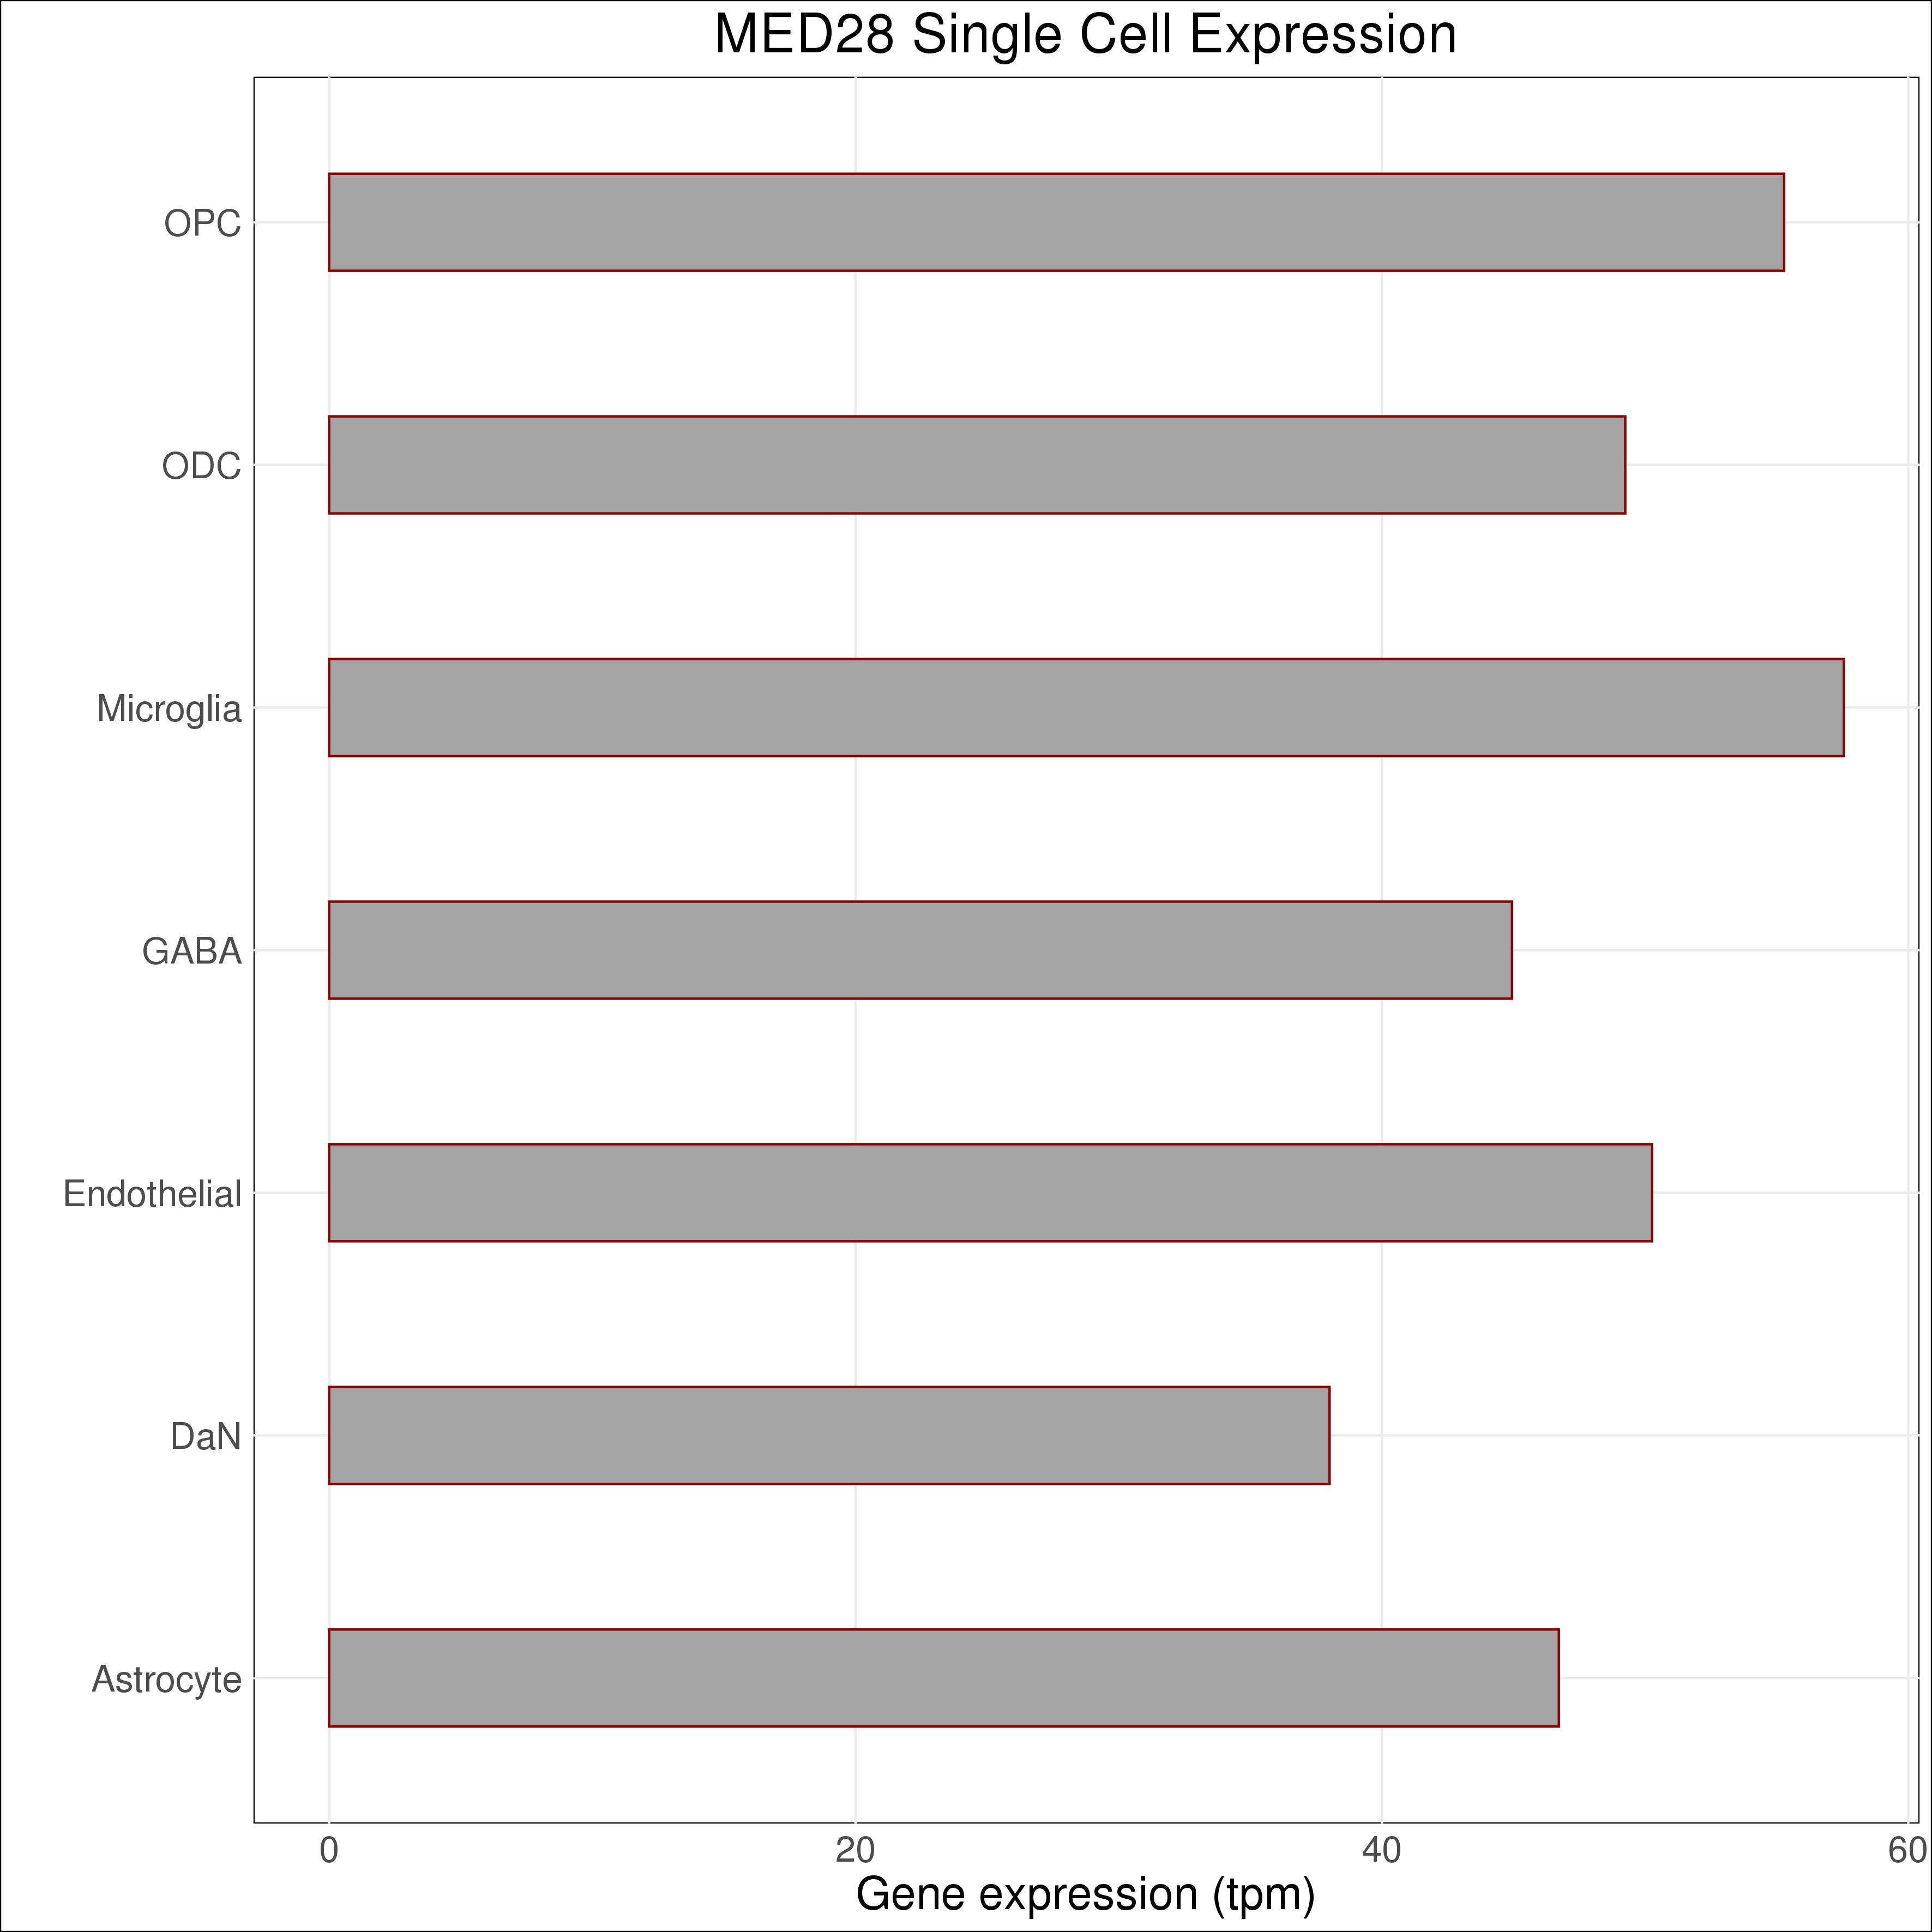 MED28 Single Cell Expression
OPC
ODC
Microglia
GABA
Endothelial
DaN
Astrocyte
0 20 40 60
Gene expression (tpm)